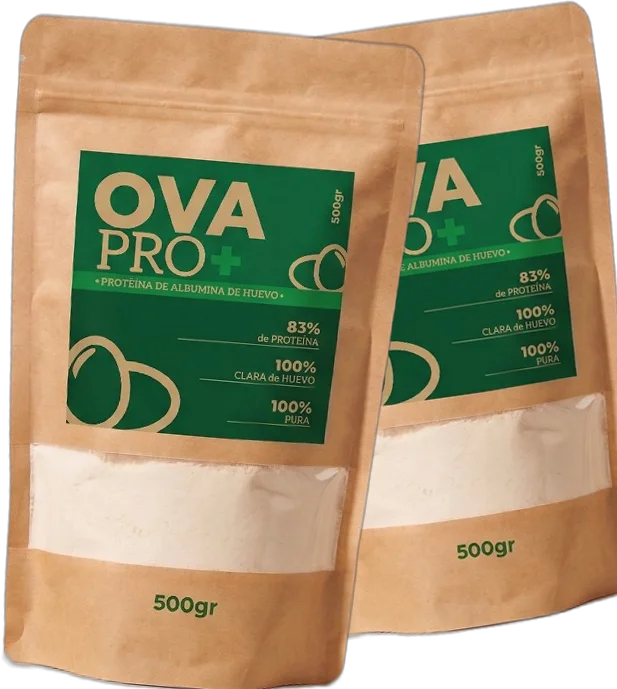 OVA
PRO+
500gr
• PROTEÍNA DE ALBUMINA DE HUEVO •
83%
de PROTEÍNA
100%
CLARA de HUEVO
100%
PURA
500gr
VA
O+
500gr
E ALBUMINA DE HUEVO •
83%
de PROTEÍNA
100%
CLARA de HUEVO
100%
PURA
500gr